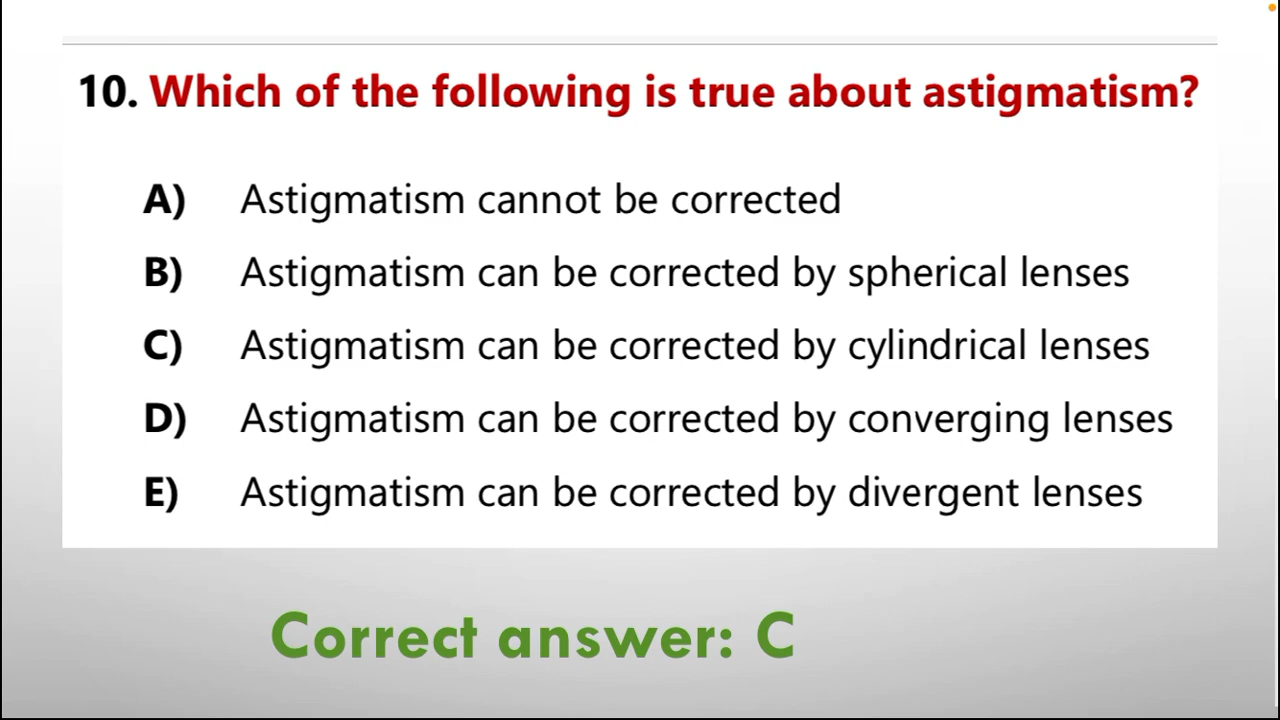 10. Which of the following is true about astigmatism?
A) Astigmatism cannot be corrected
B) Astigmatism can be corrected by spherical lenses
C) Astigmatism can be corrected by cylindrical lenses
D) Astigmatism can be corrected by converging lenses
E) Astigmatism can be corrected by divergent lenses
Correct answer: C